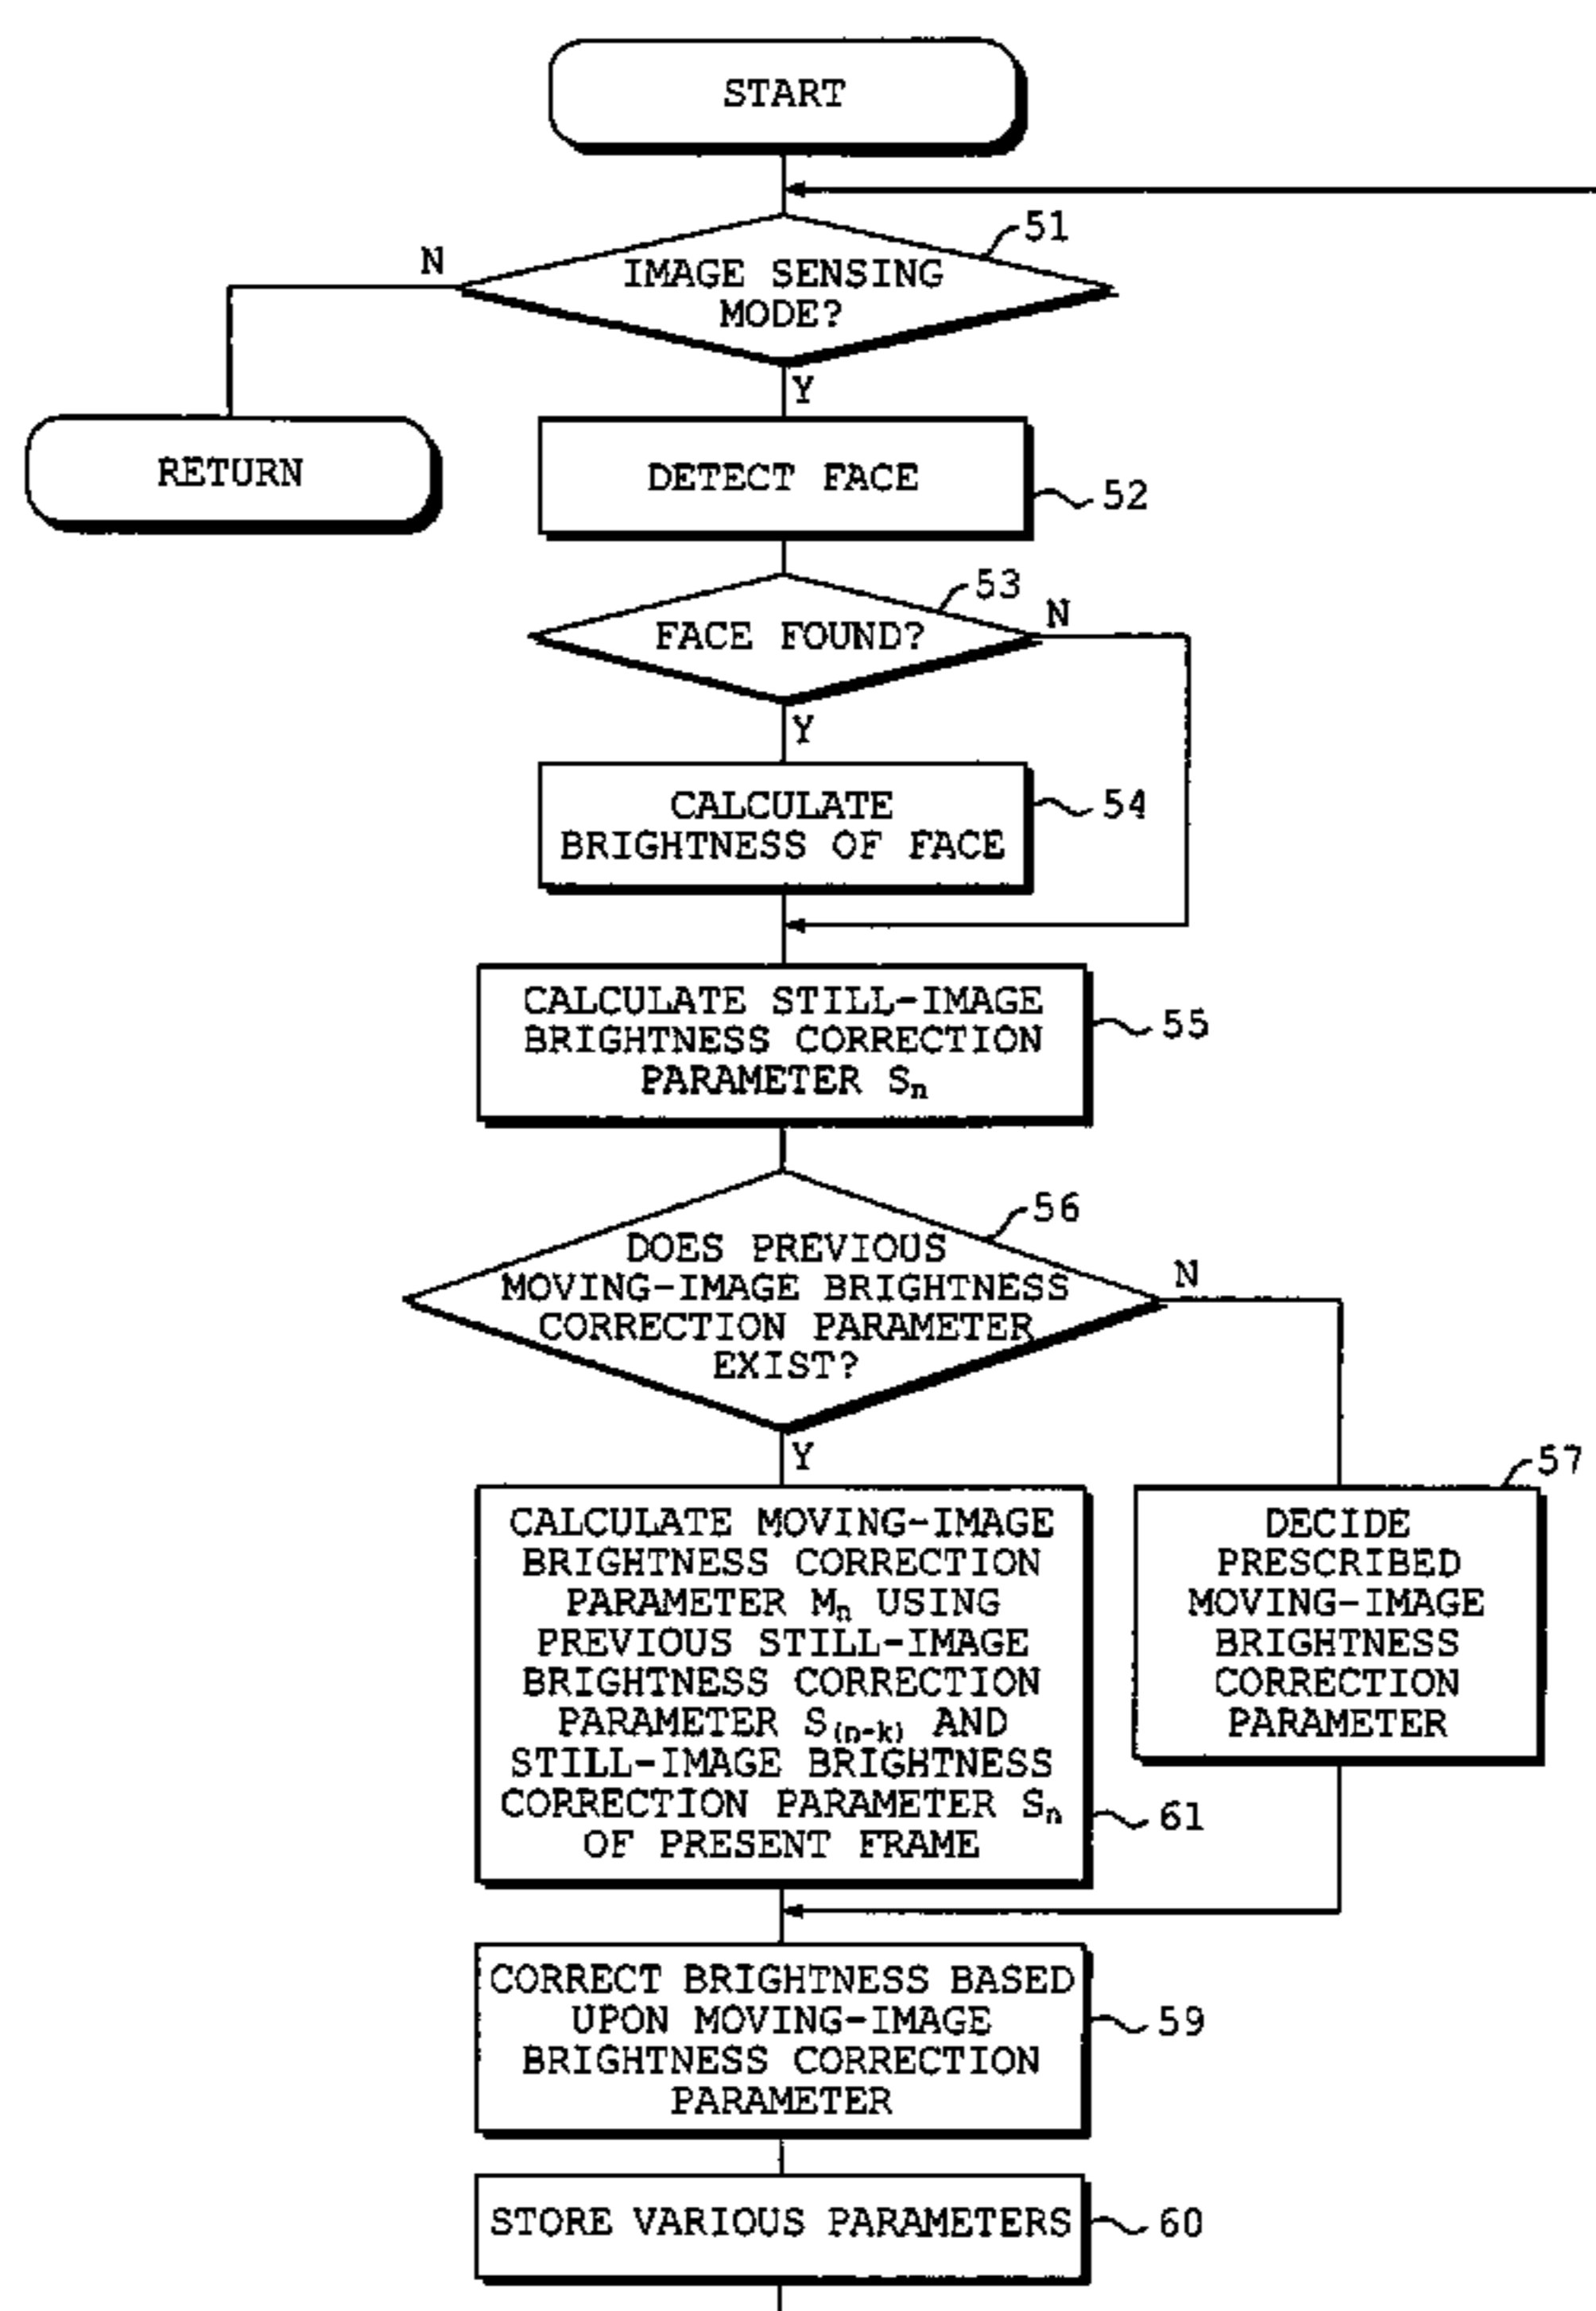 START
51
N
IMAGE SENSING
MODE?
Y
RETURN
DETECT FACE
52
53
FACE FOUND?
N
Y
CALCULATE
BRIGHTNESS OF FACE
54
CALCULATE STILL-IMAGE
BRIGHTNESS CORRECTION
PARAMETER Sn
55
56
DOES PREVIOUS
MOVING-IMAGE BRIGHTNESS
CORRECTION PARAMETER
EXIST?
N
Y
57
CALCULATE MOVING-IMAGE
BRIGHTNESS CORRECTION
PARAMETER Mn USING
PREVIOUS STILL-IMAGE
BRIGHTNESS CORRECTION
PARAMETER S(n-k) AND
STILL-IMAGE BRIGHTNESS
CORRECTION PARAMETER Sn
OF PRESENT FRAME
61
DECIDE
PRESCRIBED
MOVING-IMAGE
BRIGHTNESS
CORRECTION
PARAMETER
CORRECT BRIGHTNESS BASED
UPON MOVING-IMAGE
BRIGHTNESS CORRECTION
PARAMETER
59
STORE VARIOUS PARAMETERS
60